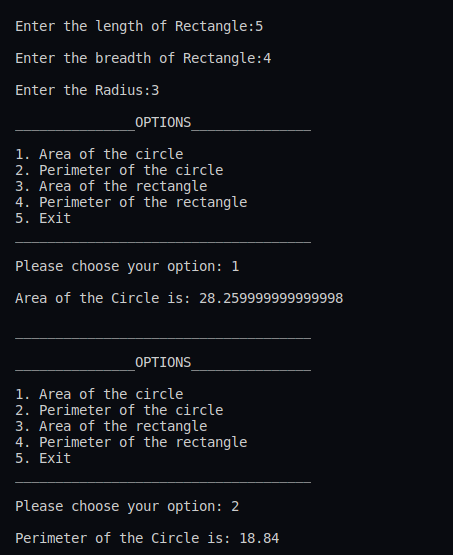 Enter the length of Rectangle:5
Enter the breadth of Rectangle:4
Enter the Radius:3
_______________OPTIONS_______________
1. Area of the circle
2. Perimeter of the circle
3. Area of the rectangle
4. Perimeter of the rectangle
5. Exit
_____________________________________
Please choose your option: 1
Area of the Circle is: 28.259999999999998
_____________________________________
_______________OPTIONS_______________
1. Area of the circle
2. Perimeter of the circle
3. Area of the rectangle
4. Perimeter of the rectangle
5. Exit
_____________________________________
Please choose your option: 2
Perimeter of the Circle is: 18.84